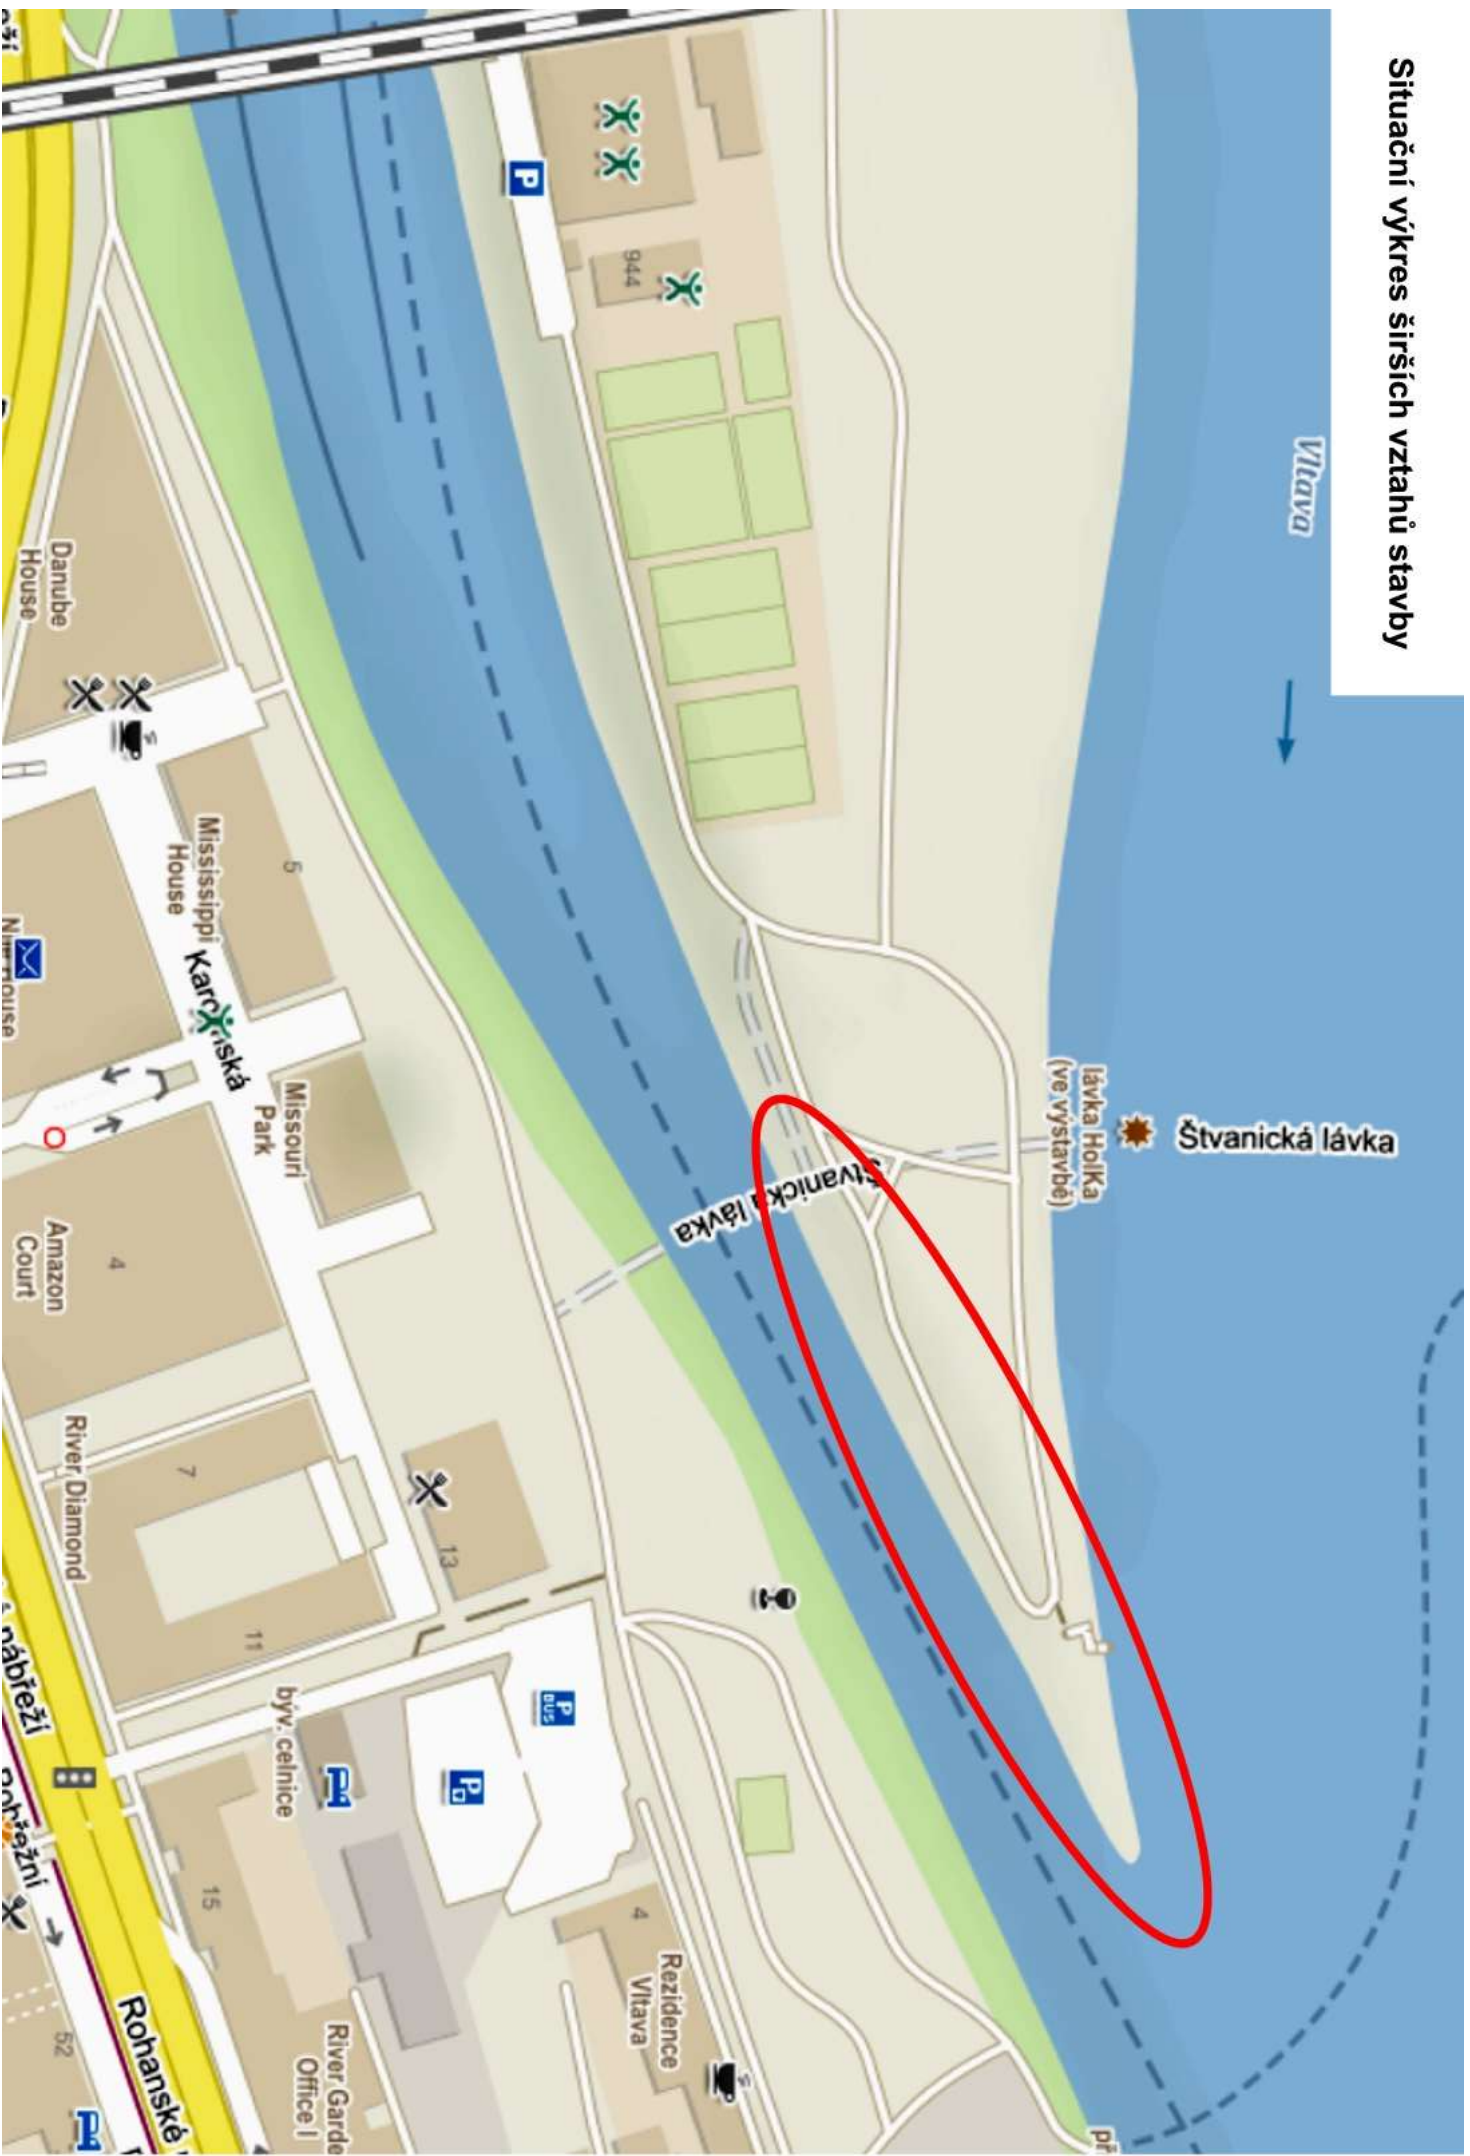 Situační výkres širších vztahů stavby
Vltava
Štvanická lávka
lávka HolKa
(ve výstavbě)
Štvanická lávka
944
P
Danube
House
Mississippi
House
5
Karolinská
Missouri
Park
Amazon
Court
4
River Diamond
7
11
13
P
BUS
P
býv. celnice
15
4
Rezidence
Vltava
River Garde
Office I
52
Rohanské
nábřeží